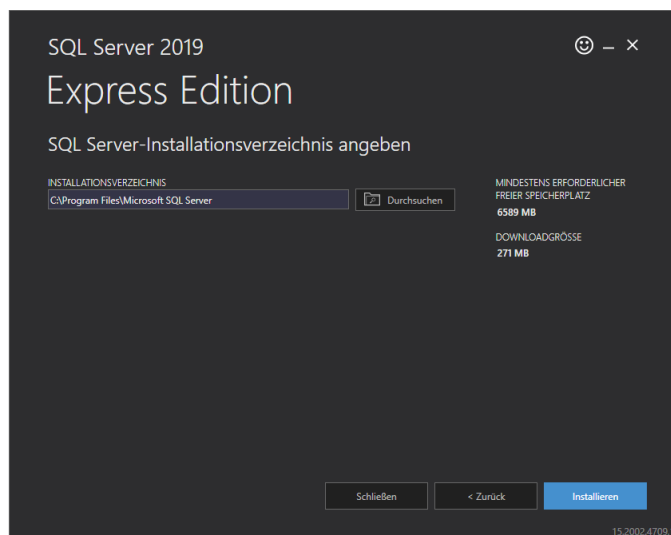 SQL Server 2019
Express Edition
SQL Server-Installationsverzeichnis angeben
INSTALLATIONSVERZEICHNIS
C:\Program Files\Microsoft SQL Server
Durchsuchen
MINDESTENS ERFORDERLICHER
FREIER SPEICHERPLATZ
6589 MB
DOWNLOADGRÖSSE
271 MB
Schließen
< Zurück
Installieren
15.2002.4709